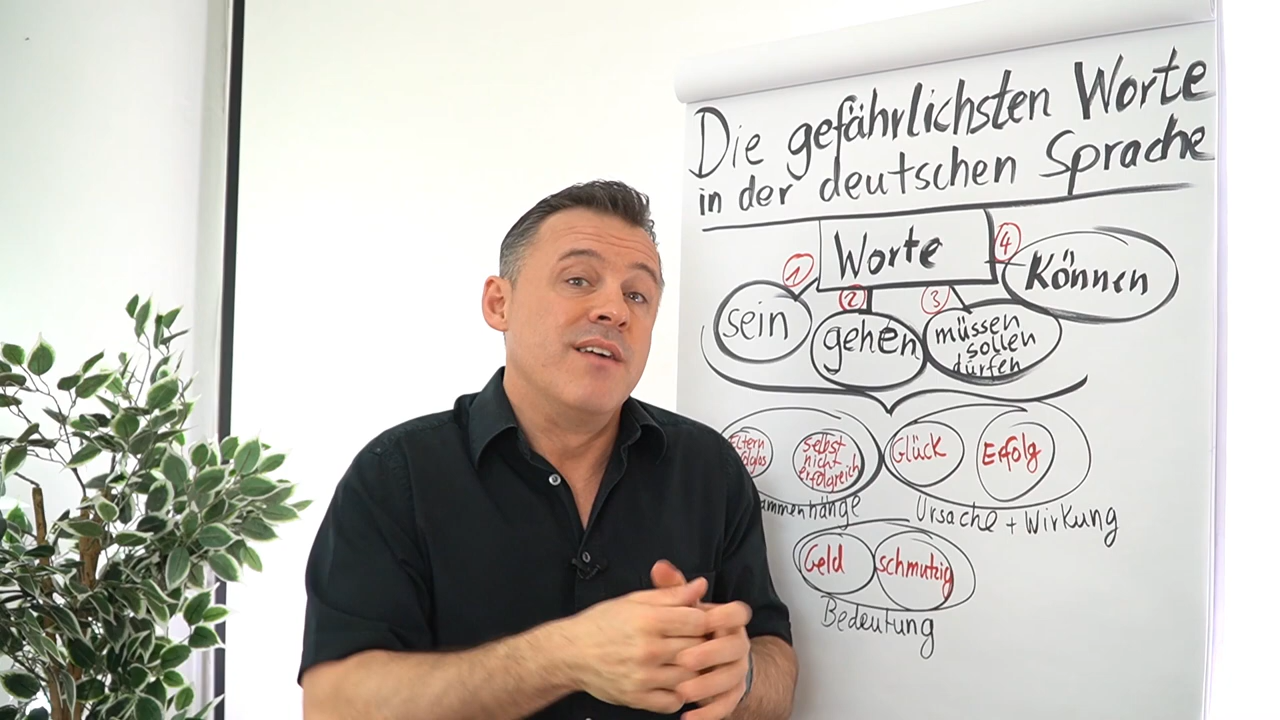 Die gefährlichsten Worte
in der deutschen Sprache
Worte
1
2
3
4
sein
gehen
müssen
sollen
dürfen
Können
selbst
nicht
erfolgreich
Glück
Erfolg
Ursache + Wirkung
Geld
schmutzig
Bedeutung